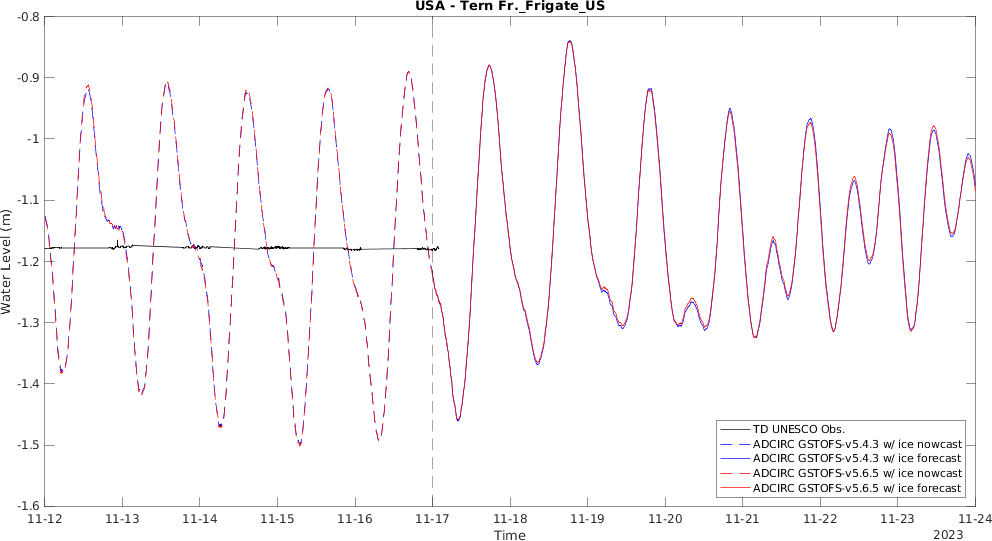 USA - Tern Fr._Frigate_US
-0.8
-0.9
-1
-1.1
-1.2
-1.3
-1.4
-1.5
-1.6
Water Level (m)
TD UNESCO Obs.
ADCIRC GSTOFS-v5.4.3 w/ ice nowcast
ADCIRC GSTOFS-v5.4.3 w/ ice forecast
ADCIRC GSTOFS-v5.6.5 w/ ice nowcast
ADCIRC GSTOFS-v5.6.5 w/ ice forecast
11-12 11-13 11-14 11-15 11-16 11-17 11-18 11-19 11-20 11-21 11-22 11-23 11-24
Time
2023